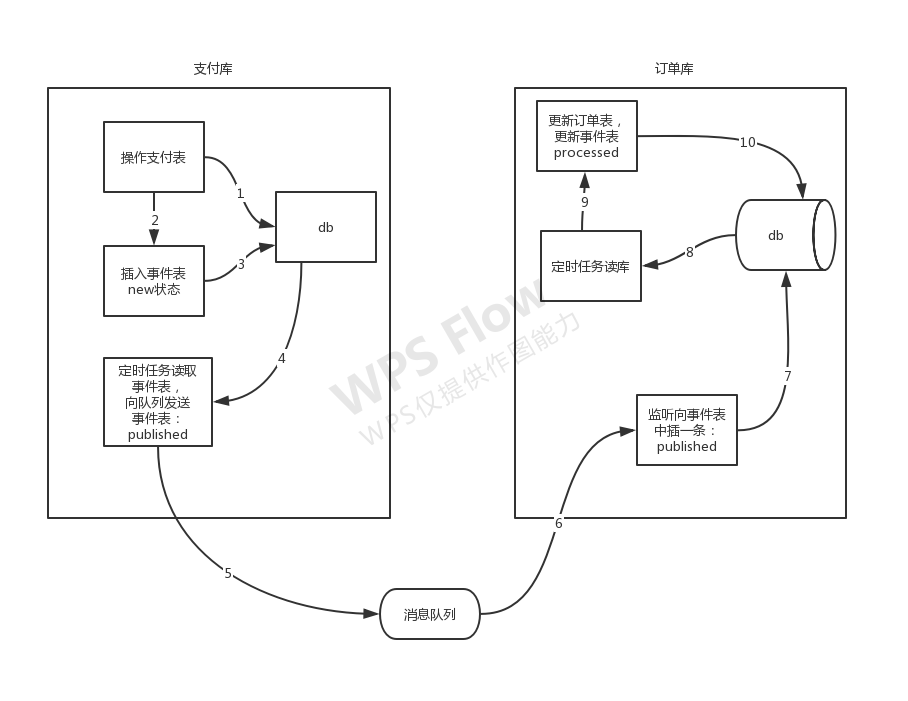 支付库
操作支付表
1
2
db
插入事件表
new状态
3
4
定时任务读取
事件表，
向队列发送
事件表：
published
5
消息队列
订单库
更新订单表，
更新事件表
processed
10
9
db
定时任务读库
8
7
监听向事件表
中插一条：
published
6
WPS Flow
WPS仅提供作图能力